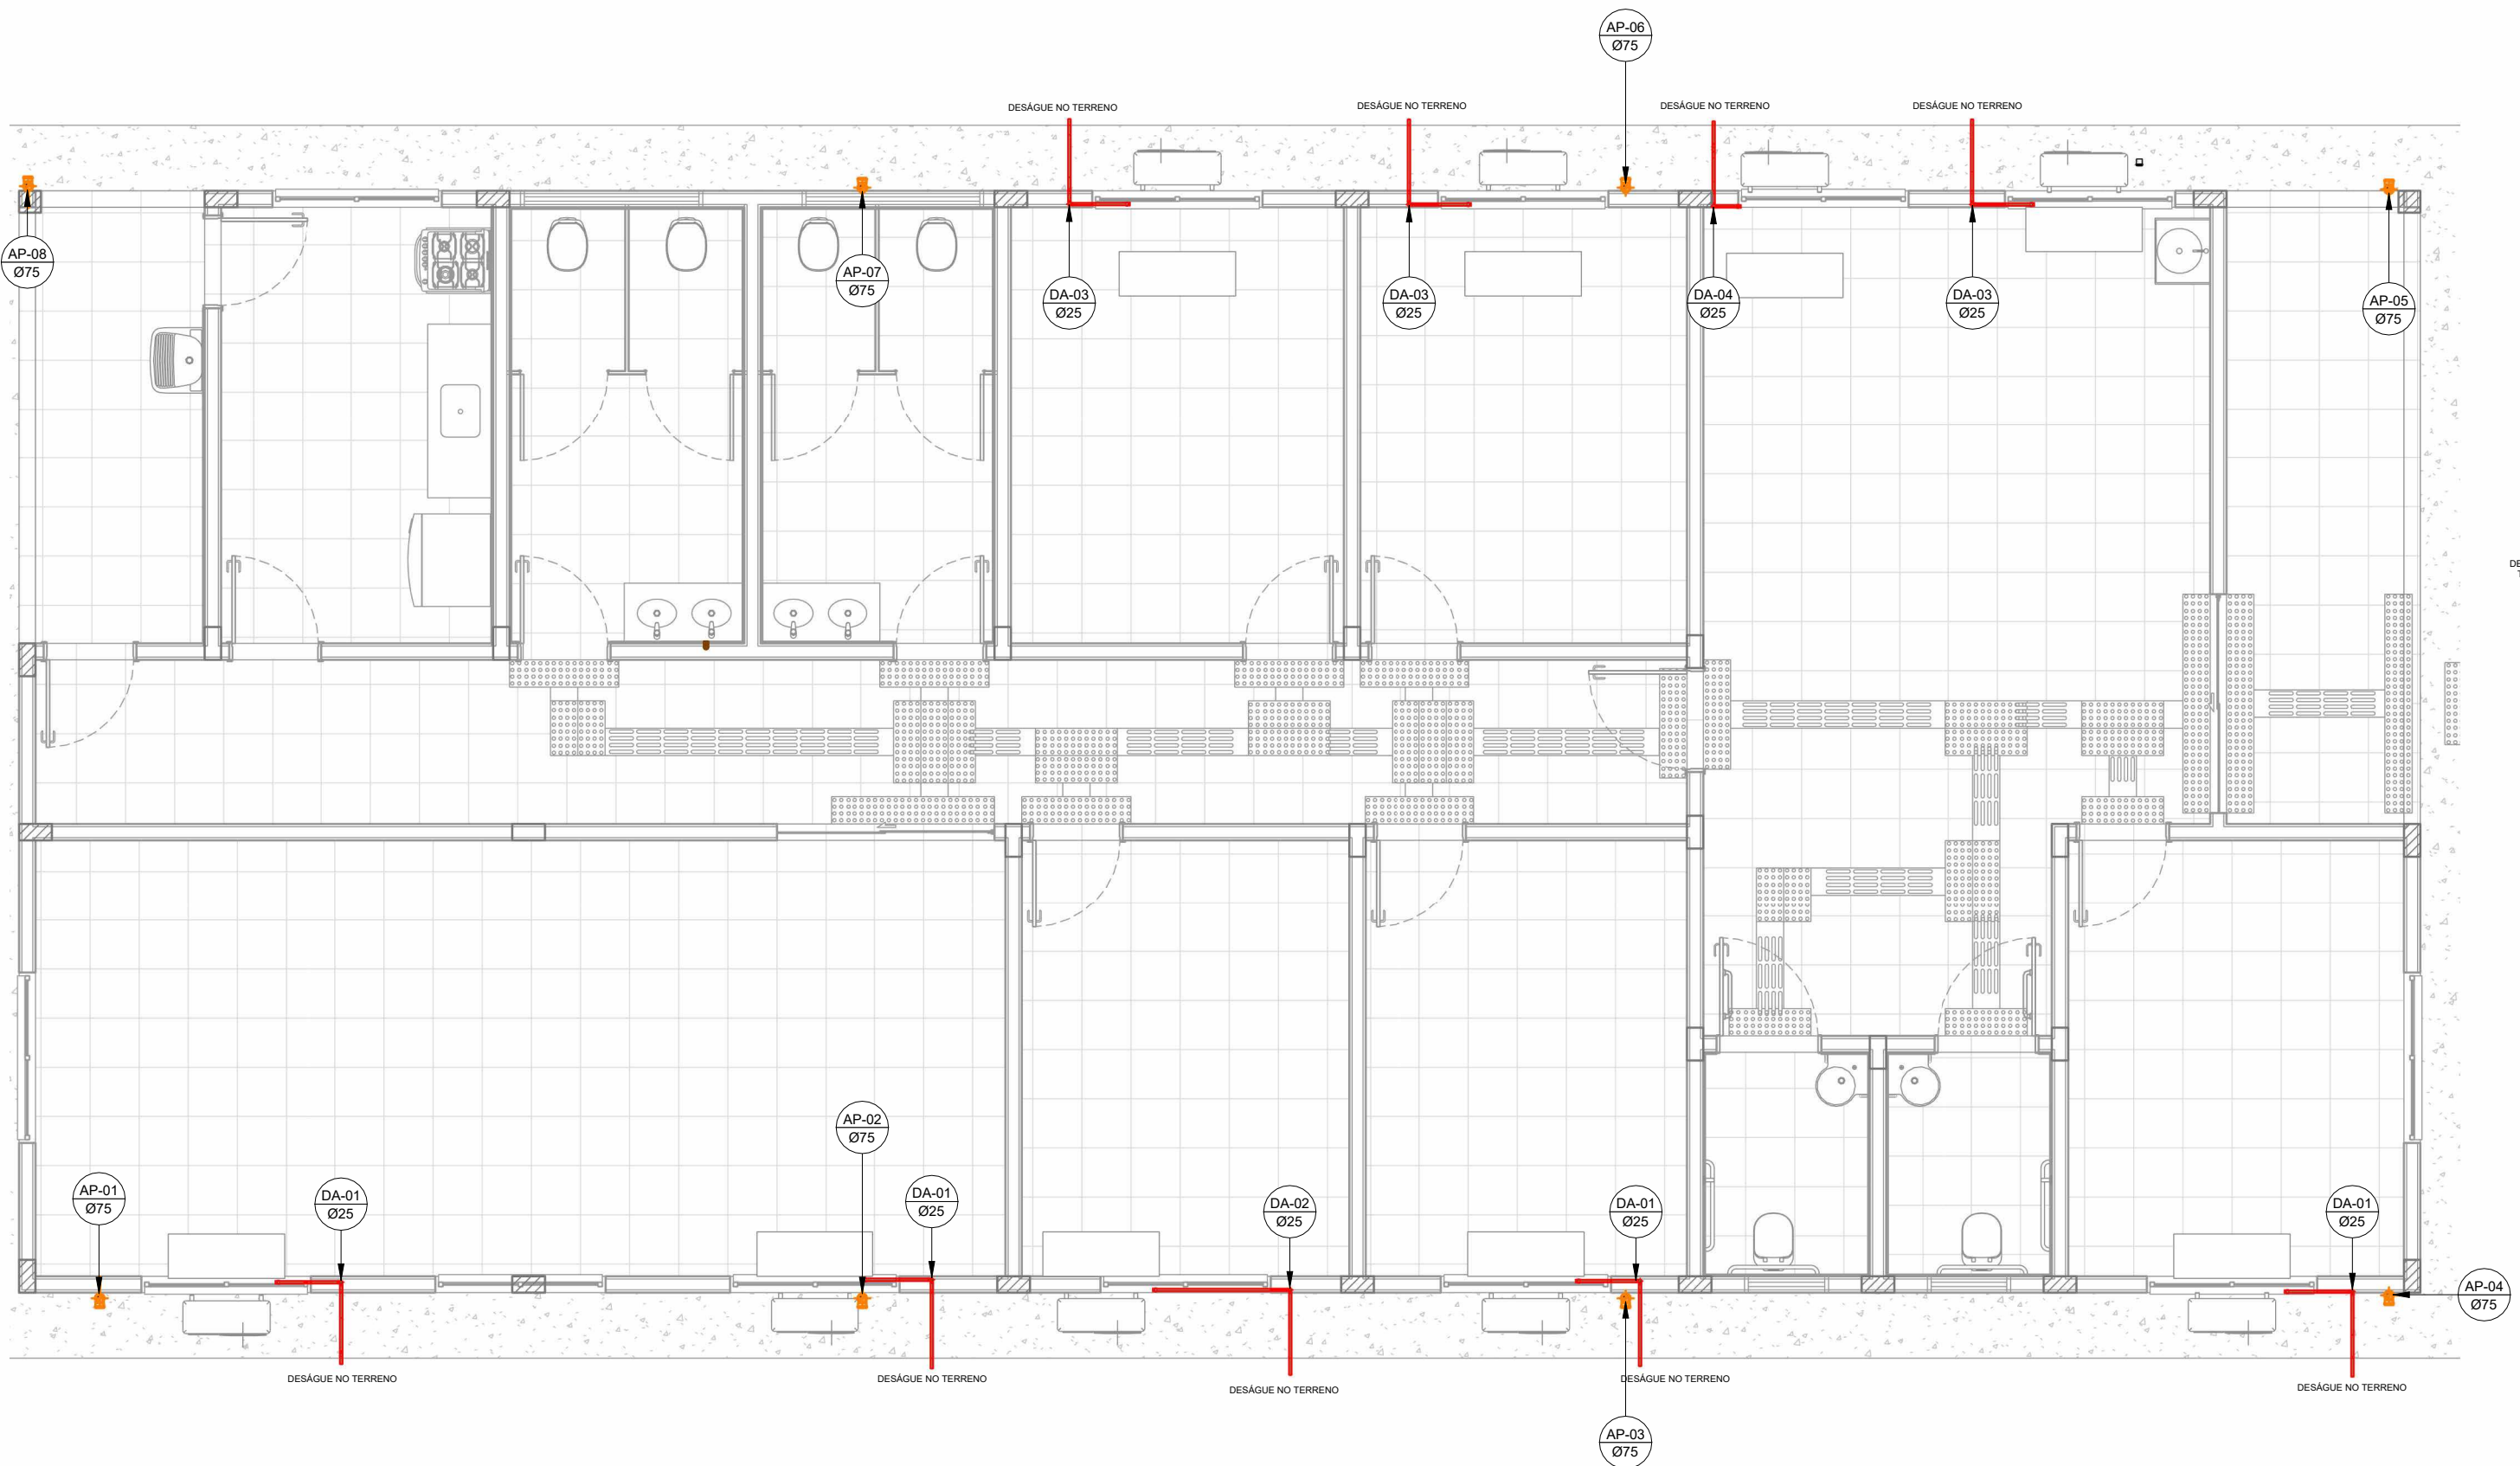 AP-06
Ø75
DESÁGUE NO TERRENO
DESÁGUE NO TERRENO
DESÁGUE NO TERRENO
DESÁGUE NO TERRENO
AP-08
Ø75
AP-07
Ø75
DA-03
Ø25
DA-03
Ø25
DA-04
Ø25
DA-03
Ø25
AP-05
Ø75
AP-02
Ø75
AP-01
Ø75
DA-01
Ø25
DA-01
Ø25
DA-02
Ø25
DA-01
Ø25
DA-01
Ø25
AP-04
Ø75
DESÁGUE NO TERRENO
DESÁGUE NO TERRENO
DESÁGUE NO TERRENO
DESÁGUE NO TERRENO
DESÁGUE NO TERRENO
AP-03
Ø75